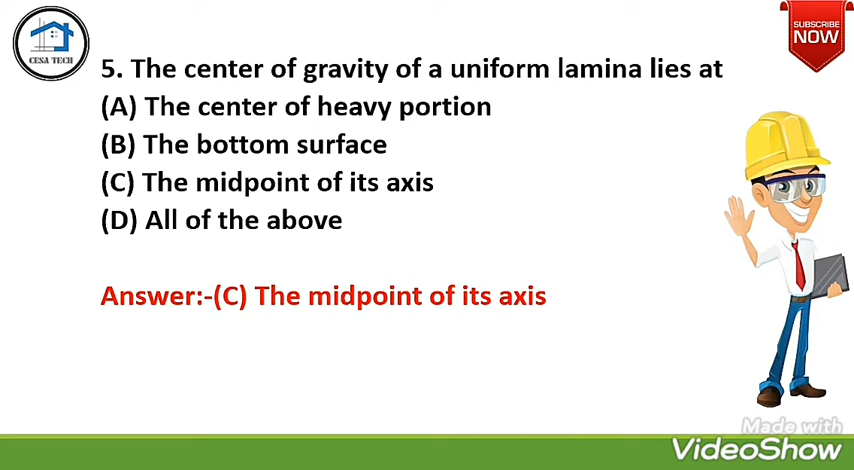 CESA TECH
SUBSCRIBE
NOW
5. The center of gravity of a uniform lamina lies at
(A) The center of heavy portion
(B) The bottom surface
(C) The midpoint of its axis
(D) All of the above
Answer:-(C) The midpoint of its axis
Made with
VideoShow